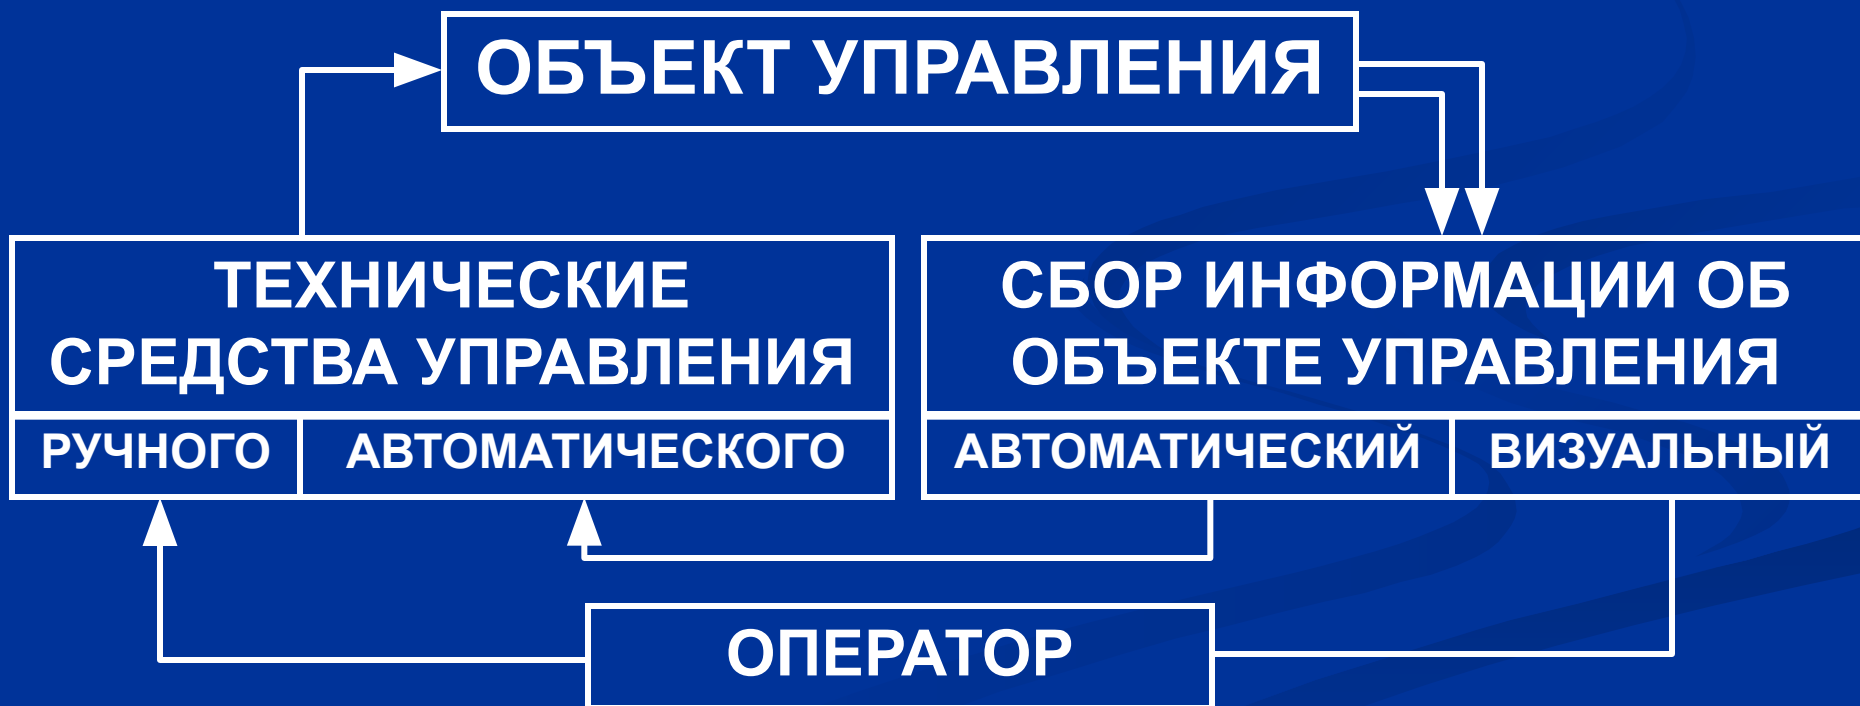 ОБЪЕКТ УПРАВЛЕНИЯ
ТЕХНИЧЕСКИЕ
СРЕДСТВА УПРАВЛЕНИЯ
РУЧНОГО
АВТОМАТИЧЕСКОГО
СБОР ИНФОРМАЦИИ ОБ
ОБЪЕКТЕ УПРАВЛЕНИЯ
АВТОМАТИЧЕСКИЙ
ВИЗУАЛЬНЫЙ
ОПЕРАТОР